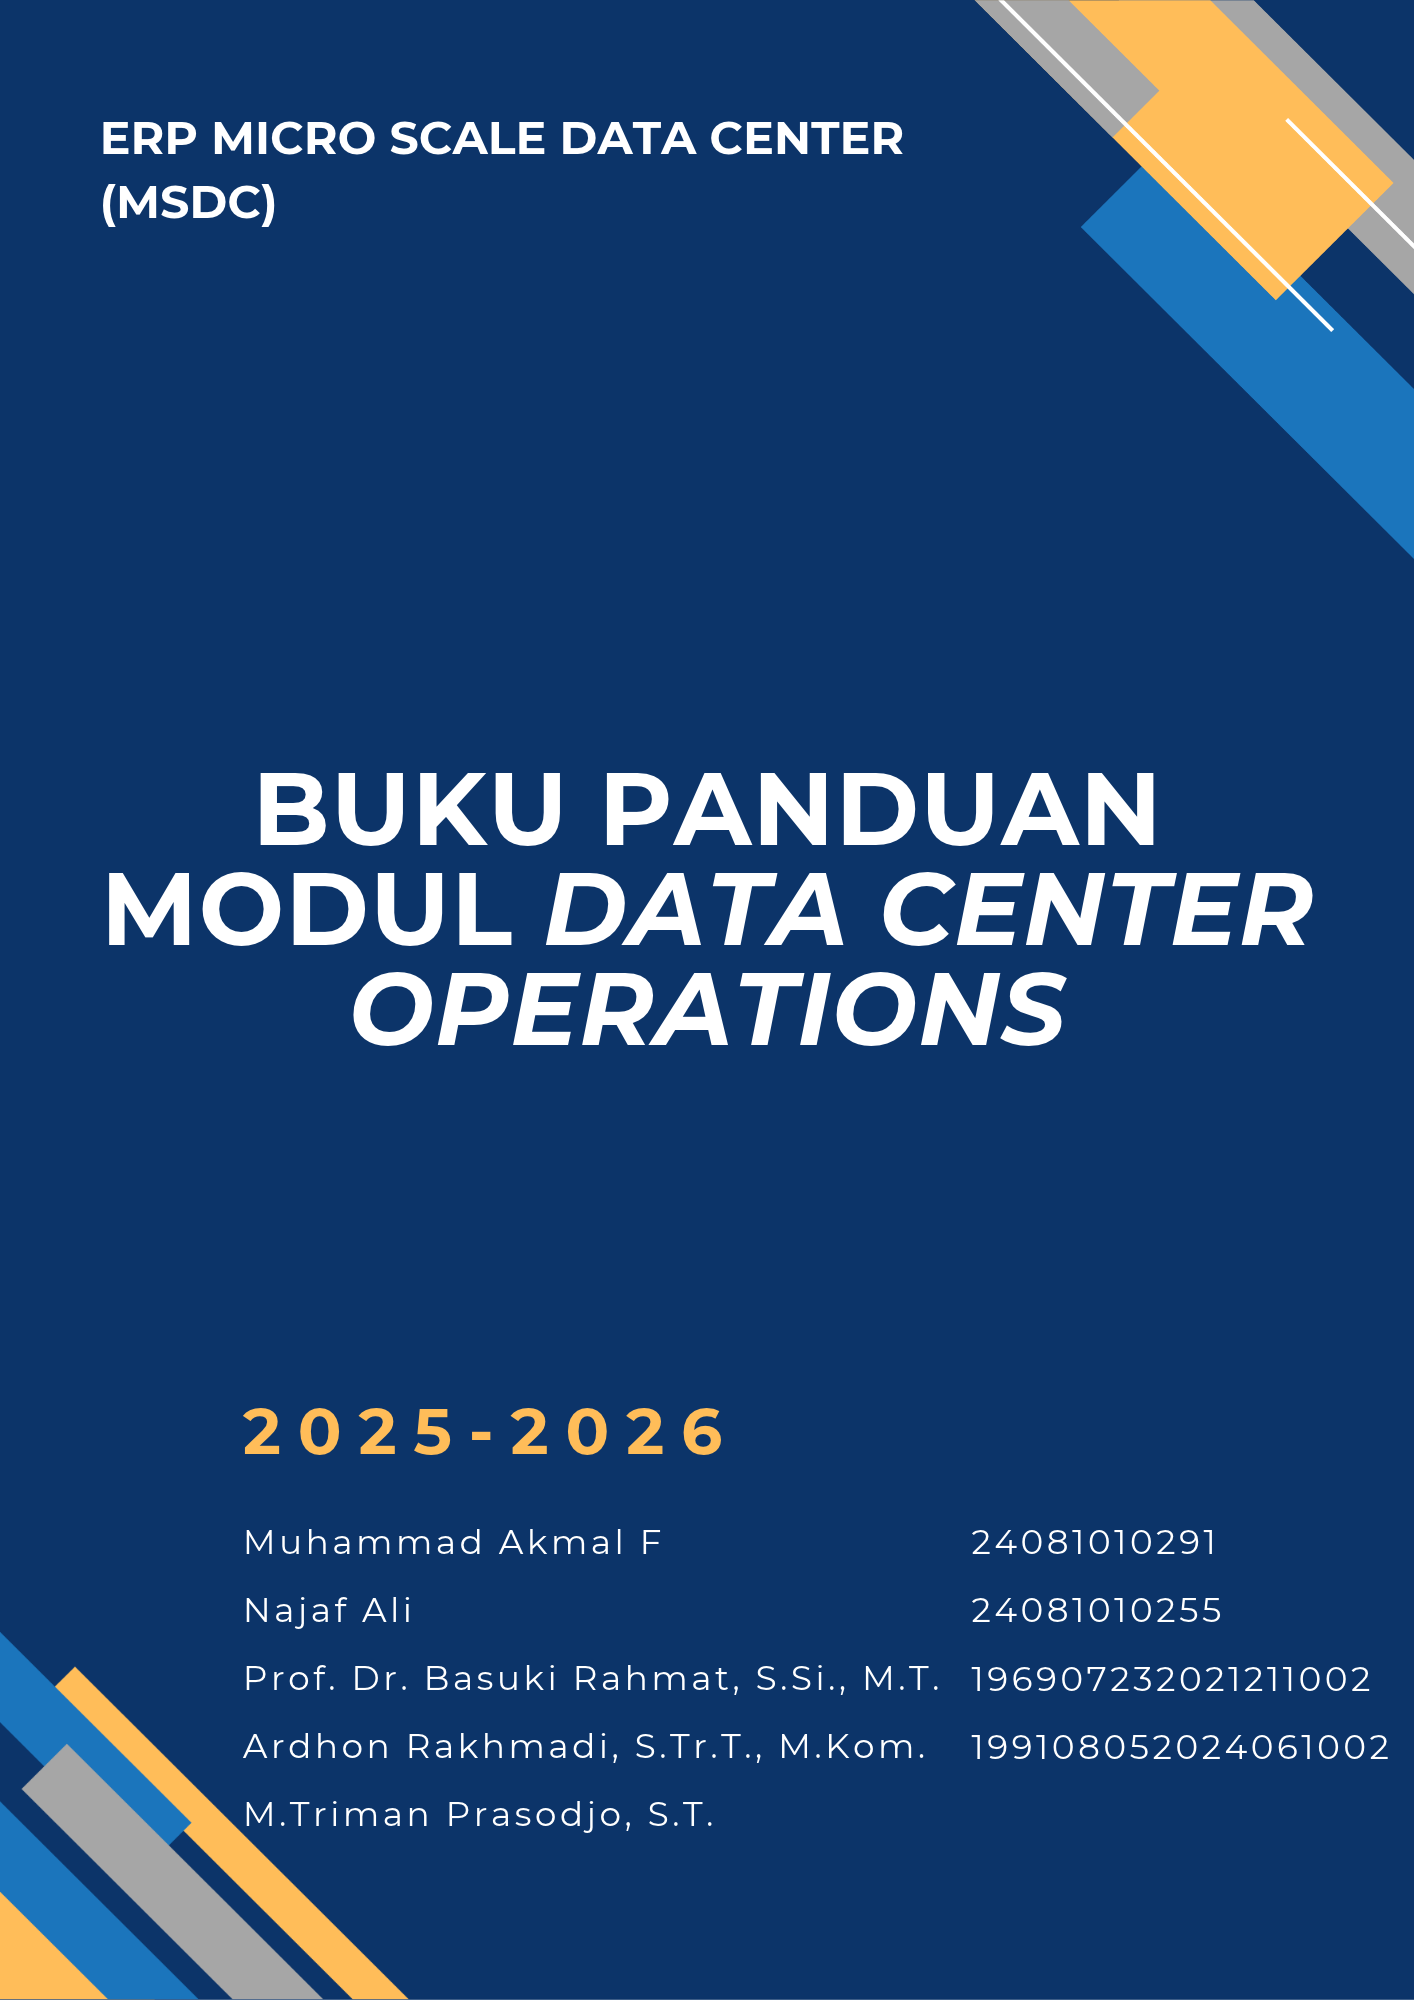 ERP MICRO SCALE DATA CENTER
(MSDC)
BUKU PANDUAN
MODUL DATA CENTER
OPERATIONS
2025-2026
Muhammad Akmal F 24081010291
Najaf Ali 24081010255
Prof. Dr. Basuki Rahmat, S.Si., M.T. 196907232021211002
Ardhon Rakhmadi, S.Tr.T., M.Kom. 199108052024061002
M.Triman Prasodjo, S.T.